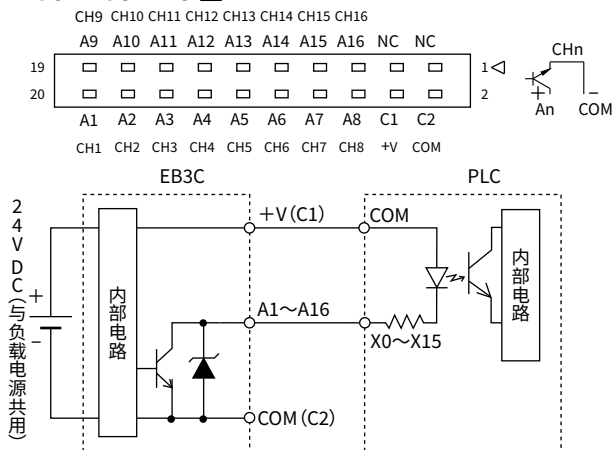 CH9 CH10 CH11 CH12 CH13 CH14 CH15 CH16
A9 A10 A11 A12 A13 A14 A15 A16 NC NC
19 1
20 2
A1 A2 A3 A4 A5 A6 A7 A8 C1 C2
CH1 CH2 CH3 CH4 CH5 CH6 CH7 CH8 +V COM
CHn
+ −
An COM
EB3C PLC
24V DC(与负载电源共用)
+
−
内部电路
+V(C1)
A1～A16
COM(C2)
COM
X0～X15
内部电路